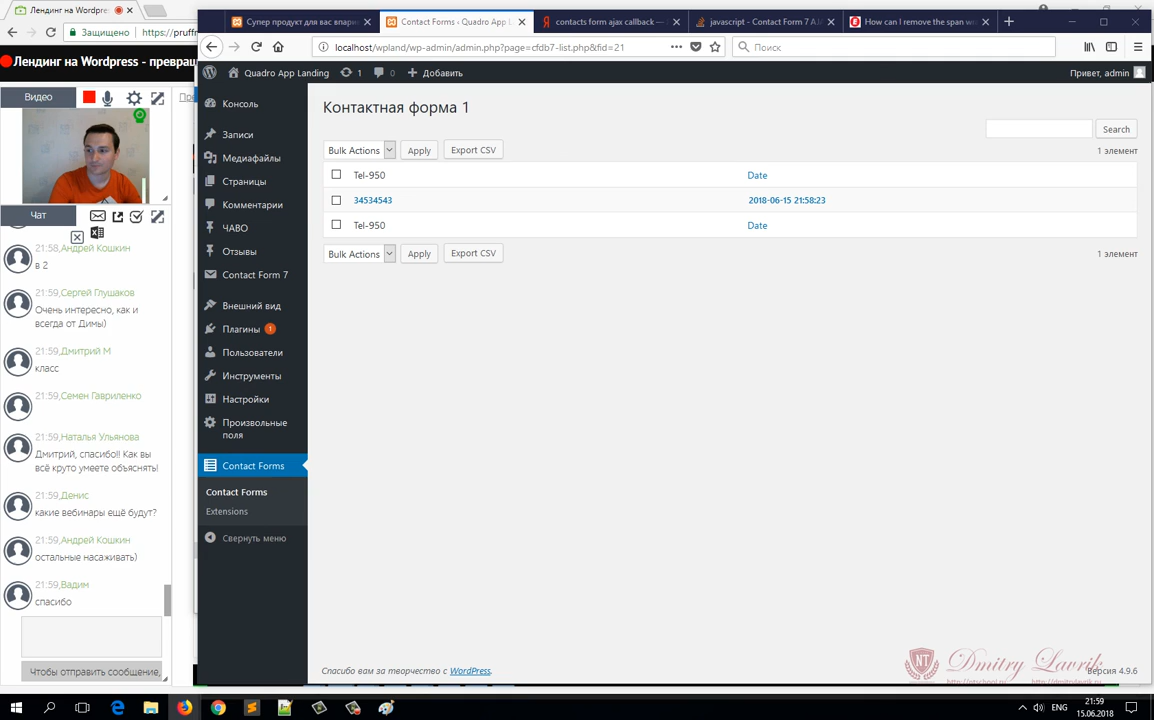 Лендинг на Wordpres
Защищено
https://pruffr
Лендинг на Wordpress - превращ
Видео
Чат
21:58,Андрей Кошкин
в 2
21:59,Сергей Глушаков
Очень интересно, как и
всегда от Димы)
21:59,Дмитрий М
класс
21:59,Семен Гавриленко
21:59,Наталья Ульянова
Дмитрий, спасибо!! Как вы
всё круто умеете объяснять!
21:59,Денис
какие вебинары ещё будут?
21:59,Андрей Кошкин
остальные насаживать)
21:59,Вадим
спасибо
Чтобы отправить сообщение,
Супер продукт для вас впари
Contact Forms ‹ Quadro App L
contacts form ajax callback —
javascript - Contact Form 7 AJA
How can I remove the span wr
localhost/wpland/wp-admin/admin.php?page=cfdb7-list.php&fid=21
Поиск
Quadro App Landing
1
0
Добавить
Привет, admin
Консоль
Записи
Медиафайлы
Страницы
Комментарии
ЧАВО
Отзывы
Contact Form 7
Внешний вид
Плагины 1
Пользователи
Инструменты
Настройки
Произвольные
поля
Contact Forms
Contact Forms
Extensions
Свернуть меню
Контактная форма 1
Search
Bulk Actions
Apply
Export CSV
1 элемент
Tel-950
Date
34534543
2018-06-15 21:58:23
Tel-950
Date
Bulk Actions
Apply
Export CSV
1 элемент
Спасибо вам за творчество с WordPress.
Версия 4.9.6
NT
Dmitry Lavrik
ENG
21:59
15.06.2018